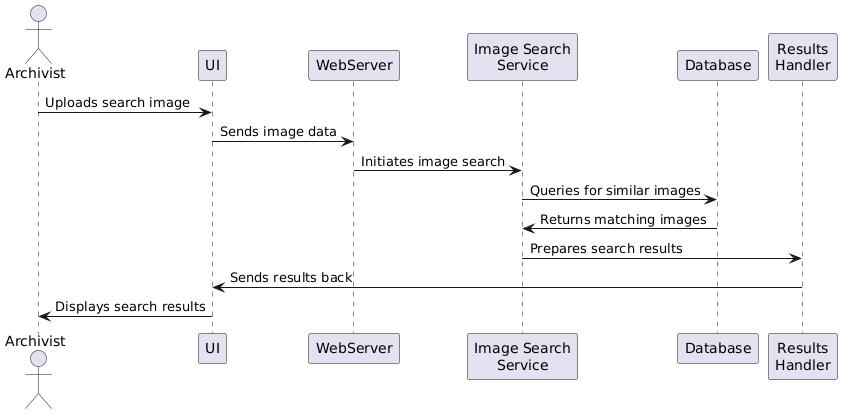 Archivist
UI
WebServer
Image Search
Service
Database
Results
Handler
Uploads search image
Sends image data
Initiates image search
Queries for similar images
Returns matching images
Prepares search results
Sends results back
Displays search results
Archivist
UI
WebServer
Image Search
Service
Database
Results
Handler